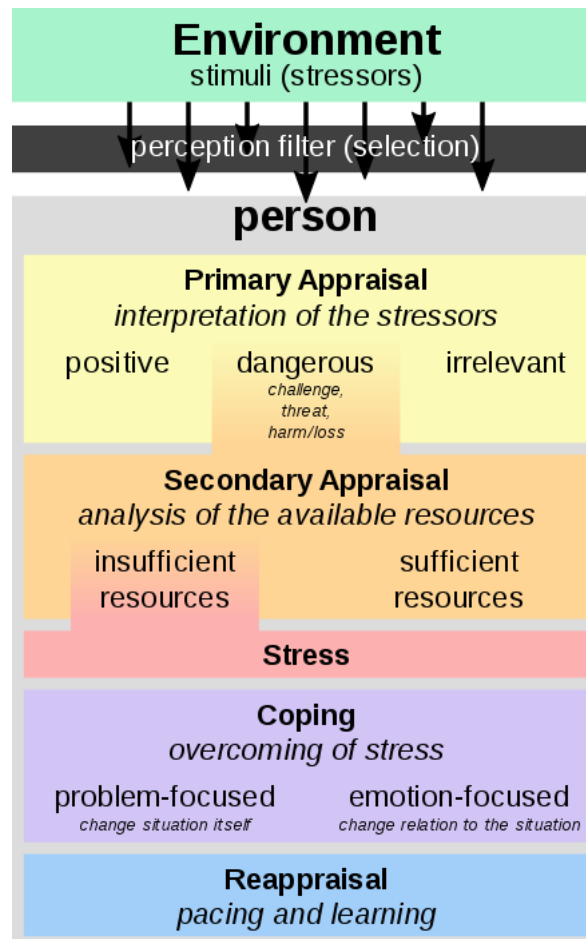 Environment
stimuli (stressors)
perception filter (selection)
person
Primary Appraisal
interpretation of the stressors
positive dangerous irrelevant
challenge,
threat,
harm/loss
Secondary Appraisal
analysis of the available resources
insufficient sufficient
resources resources
Stress
Coping
overcoming of stress
problem-focused emotion-focused
change situation itself change relation to the situation
Reappraisal
pacing and learning